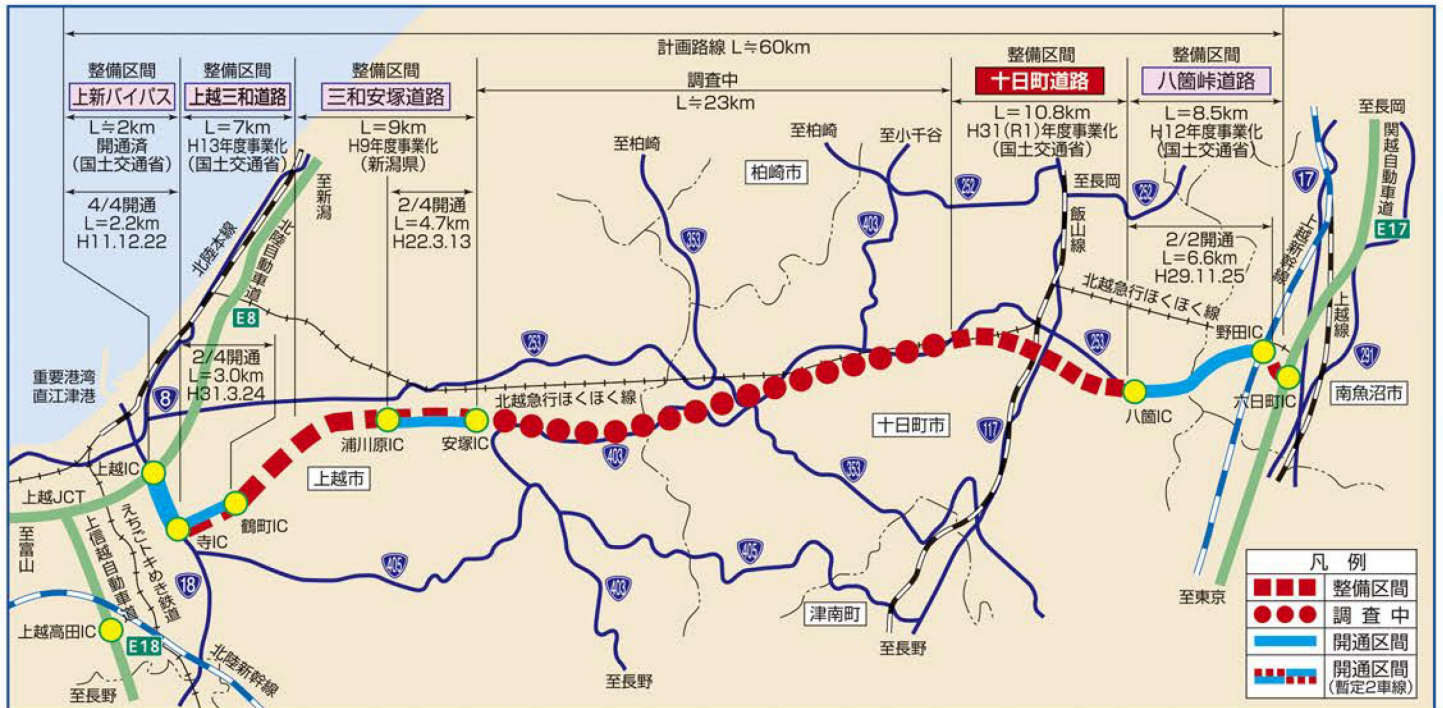 計画路線 L≒60km
整備区間
上新バイパス
L≒2km
開通済
(国土交通省)
4/4開通
L=2.2km
H11.12.22
整備区間
上越三和道路
L=7km
H13年度事業化
(国土交通省)
整備区間
三和安塚道路
L=9km
H9年度事業化
(新潟県)
2/4開通
L=4.7km
H22.3.13
調査中
L≒23km
整備区間
十日町道路
L=10.8km
H31(R1)年度事業化
(国土交通省)
整備区間
八箇峠道路
L=8.5km
H12年度事業化
(国土交通省)
2/2開通
L=6.6km
H29.11.25
至長岡
関越自動車道
E17
17
上越新幹線
上越線
291
南魚沼市
六日町IC
野田IC
八箇IC
至東京
至新潟
北陸本線
北陸自動車道
E8
2/4開通
L=3.0km
H31.3.24
重要港湾
直江津港
8
至柏崎
至柏崎
至小千谷
柏崎市
252
至長岡
252
飯山線
353
403
北越急行ほくほく線
253
253
北越急行ほくほく線
浦川原IC
安塚IC
403
十日町市
117
353
上越市
上越IC
上越JCT
鶴町IC
寺IC
至富山
上信越自動車道
えちごトキめき鉄道
18
405
403
405
津南町
至長野
至長野
上越高田IC
E18
北陸新幹線
至長野
凡例
整備区間
調査中
開通区間
開通区間
(暫定2車線)